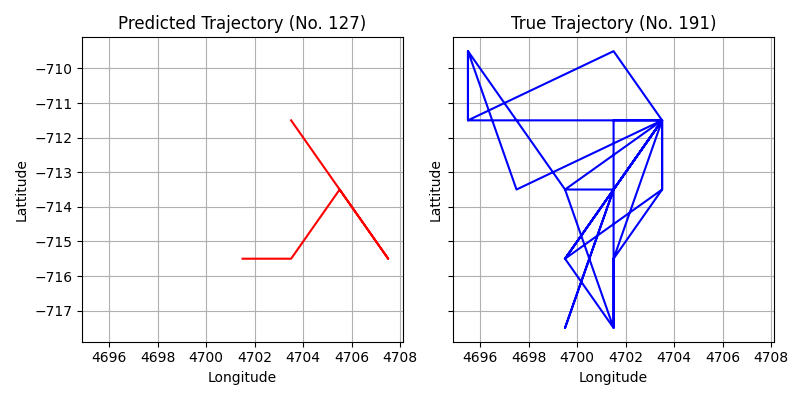 Predicted Trajectory (No. 127)
True Trajectory (No. 191)
Lattitude
−710
−711
−712
−713
−714
−715
−716
−717
4696 4698 4700 4702 4704 4706 4708
Longitude
Lattitude
4696 4698 4700 4702 4704 4706 4708
Longitude